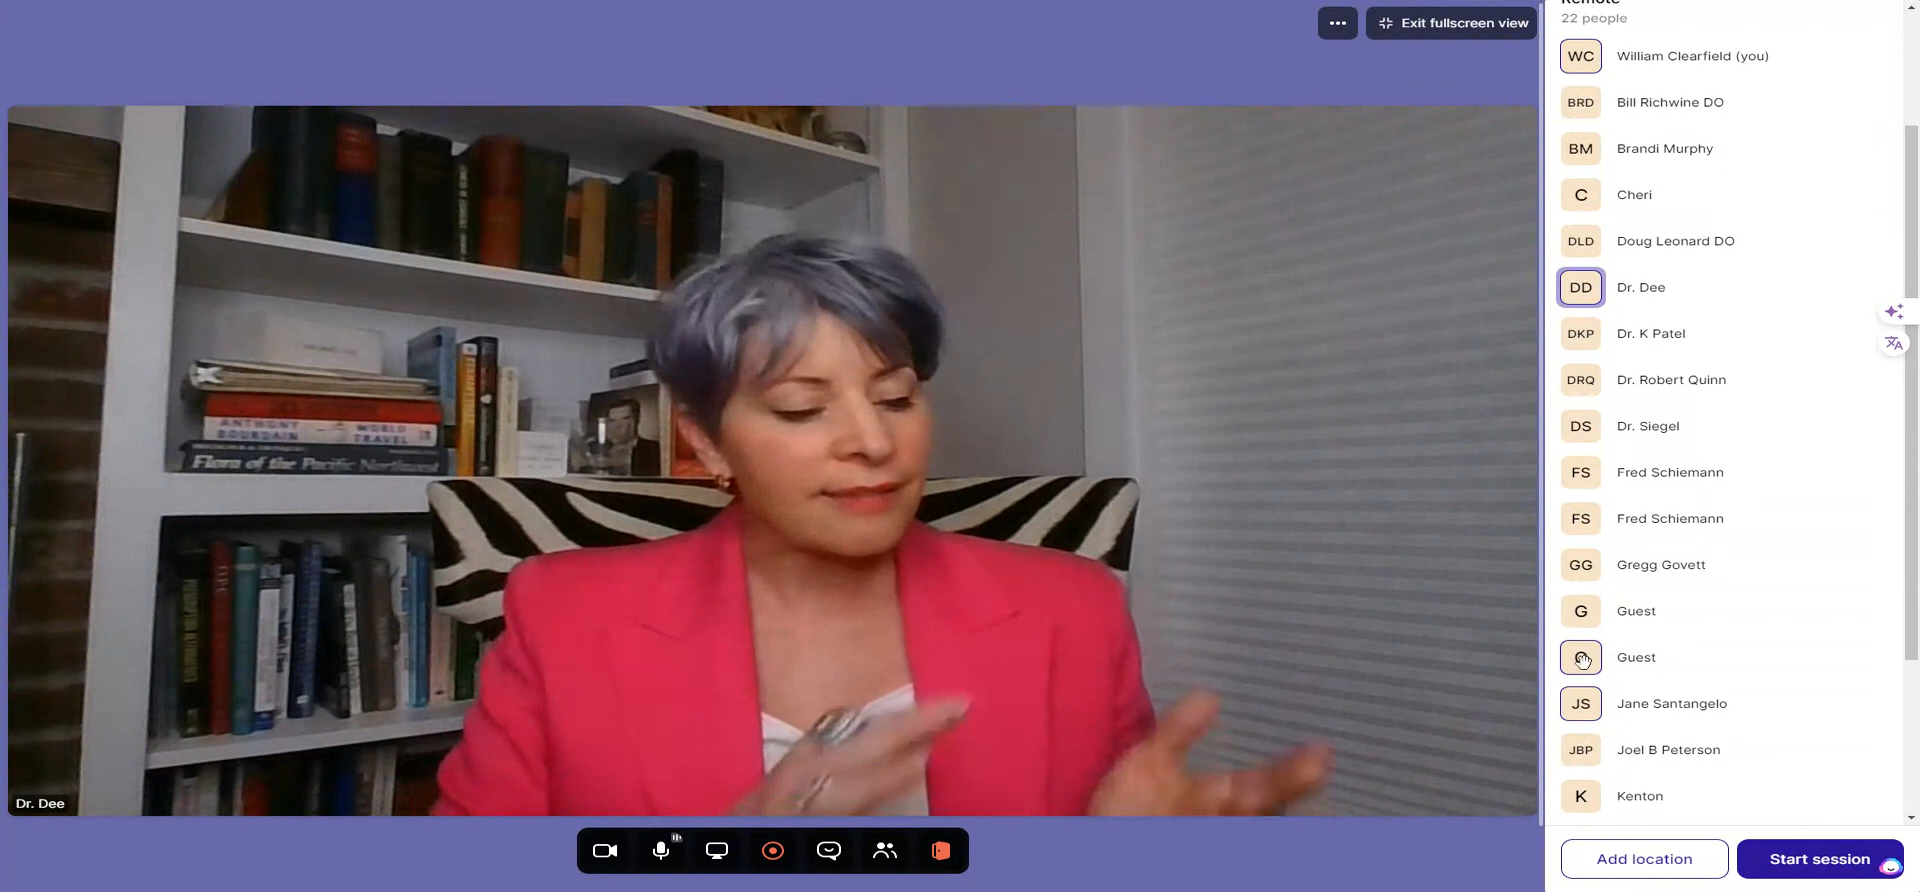 Exit fullscreen view
Remote
22 people
WC William Clearfield (you)
BRD Bill Richwine DO
BM Brandi Murphy
C Cheri
DLD Doug Leonard DO
DD Dr. Dee
DKP Dr. K Patel
DRQ Dr. Robert Quinn
DS Dr. Siegel
FS Fred Schiemann
FS Fred Schiemann
GG Gregg Govett
G Guest
Guest
JS Jane Santangelo
JBP Joel B Peterson
K Kenton
Add location
Start session
ANTHONY BOURDAIN WORLD TRAVEL
Flora of the Pacific Northwest
Dr. Dee